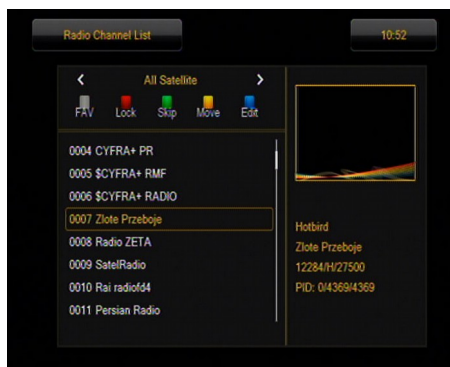 Radio Channel List
10:52
All Satellite
FAV Lock Skip Move Edit
0004 CYFRA+ PR
0005 $CYFRA+ RMF
0006 $CYFRA+ RADIO
0007 Zlote Przeboje
0008 Radio ZETA
0009 SatelRadio
0010 Rai radiofd4
0011 Persian Radio
Hotbird
Zlote Przeboje
12284/H/27500
PID: 0/4369/4369